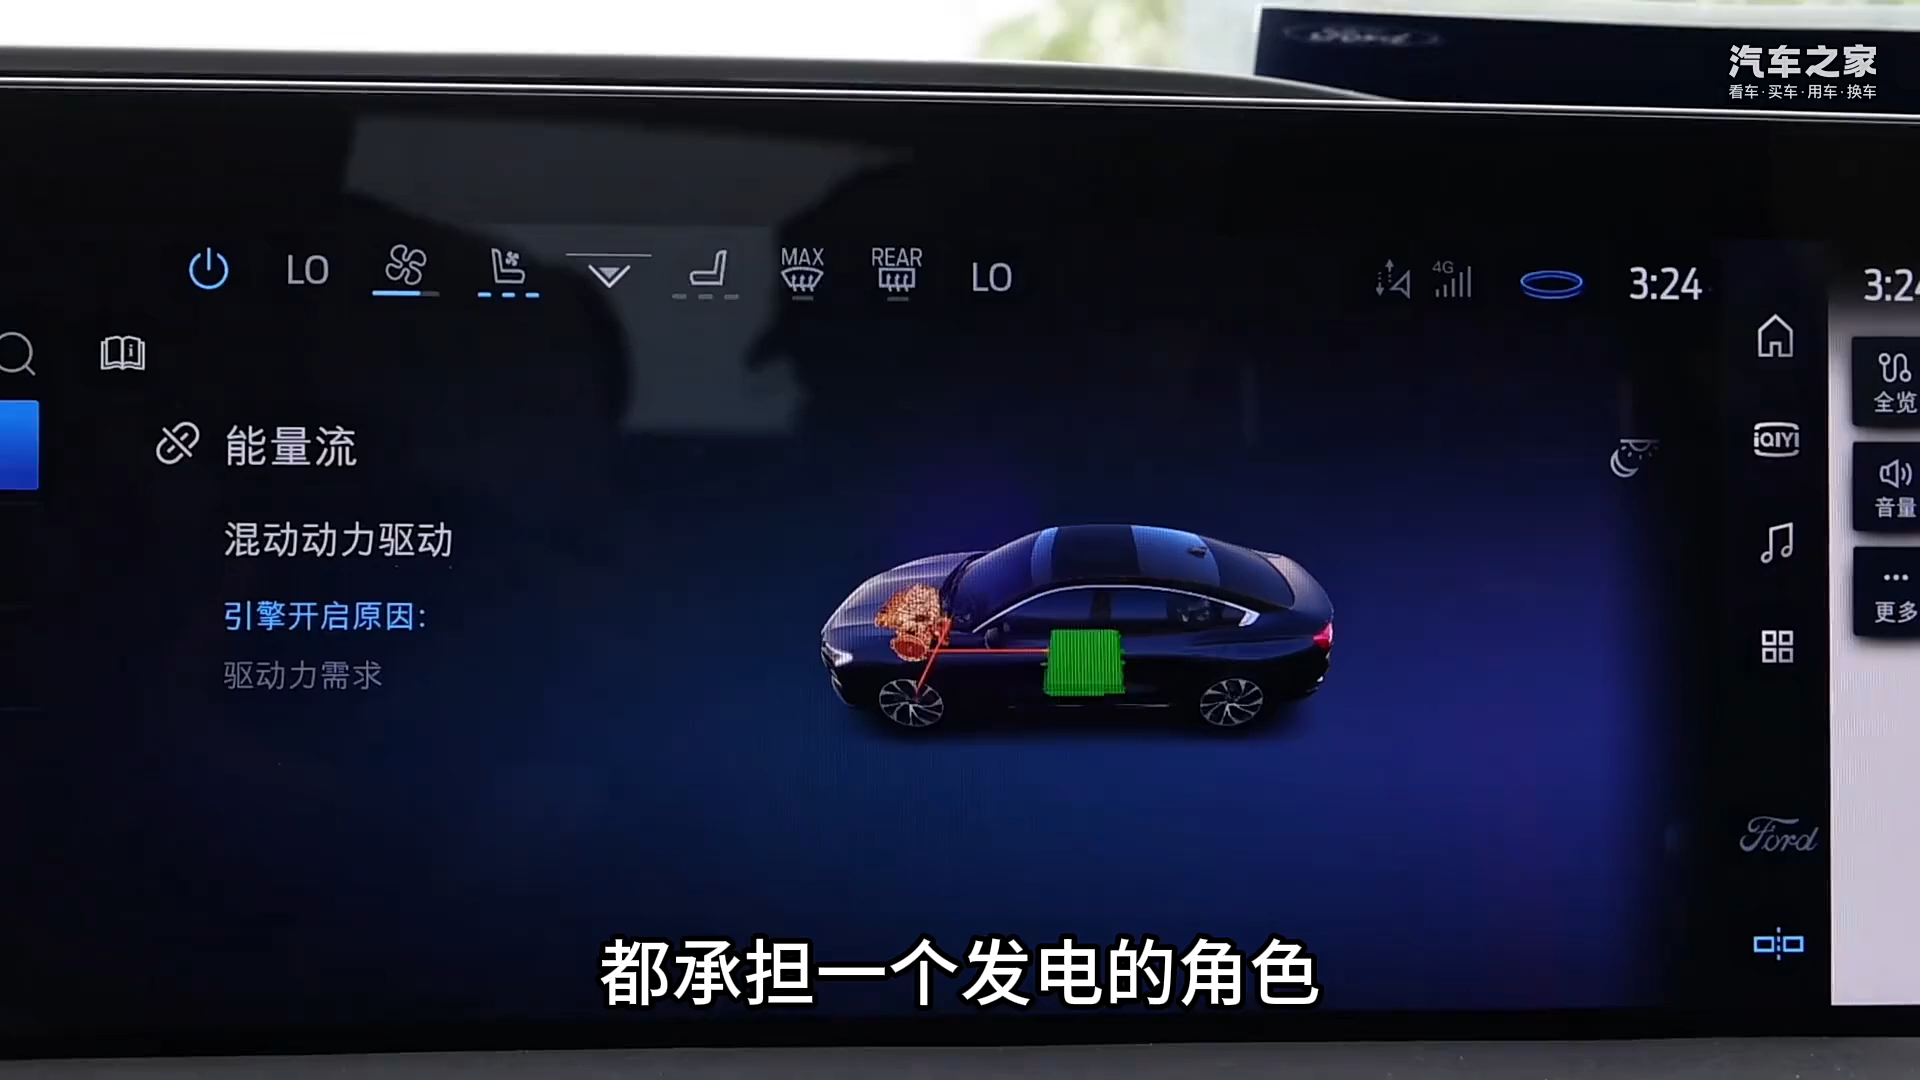 Ford
汽车之家
看车·买车·用车·换车
LO
MAX
REAR
LO
4G
3:24
3:24
全览
iQIYI
能量流
音量
混动动力驱动
更多
引擎开启原因:
驱动力需求
Ford
都承担一个发电的角色